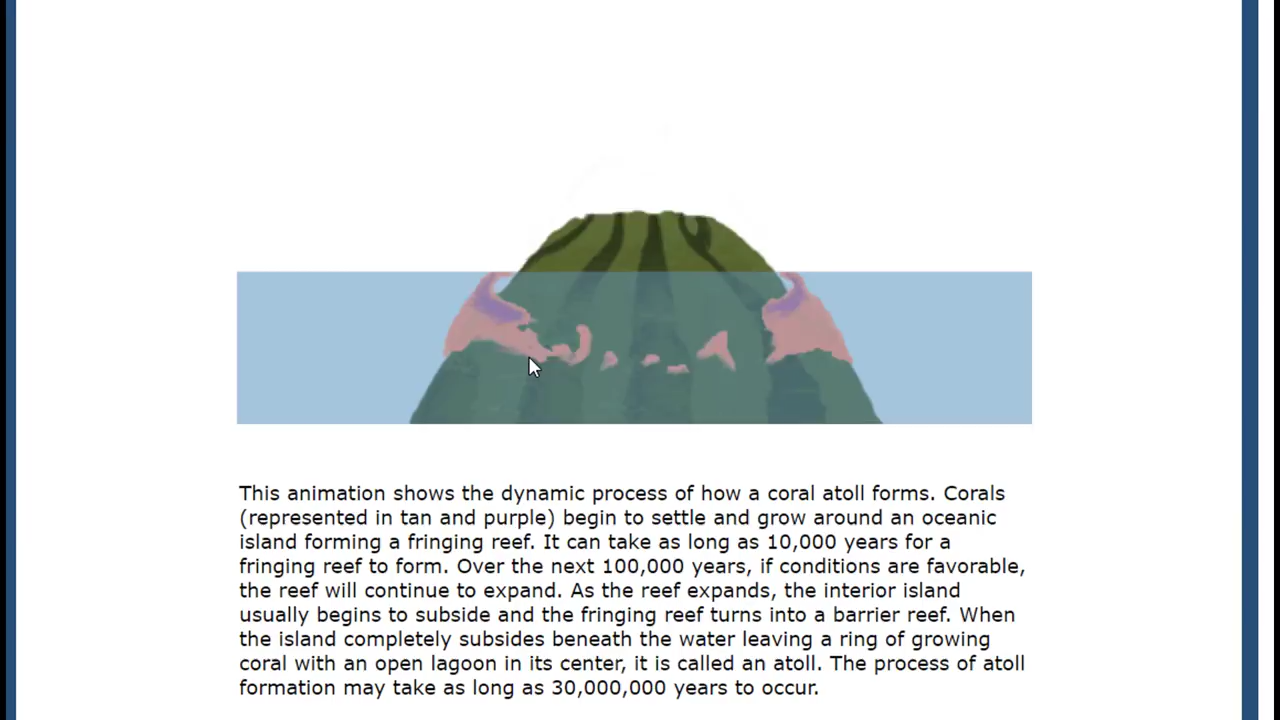 This animation shows the dynamic process of how a coral atoll forms. Corals
(represented in tan and purple) begin to settle and grow around an oceanic
island forming a fringing reef. It can take as long as 10,000 years for a
fringing reef to form. Over the next 100,000 years, if conditions are favorable,
the reef will continue to expand. As the reef expands, the interior island
usually begins to subside and the fringing reef turns into a barrier reef. When
the island completely subsides beneath the water leaving a ring of growing
coral with an open lagoon in its center, it is called an atoll. The process of atoll
formation may take as long as 30,000,000 years to occur.